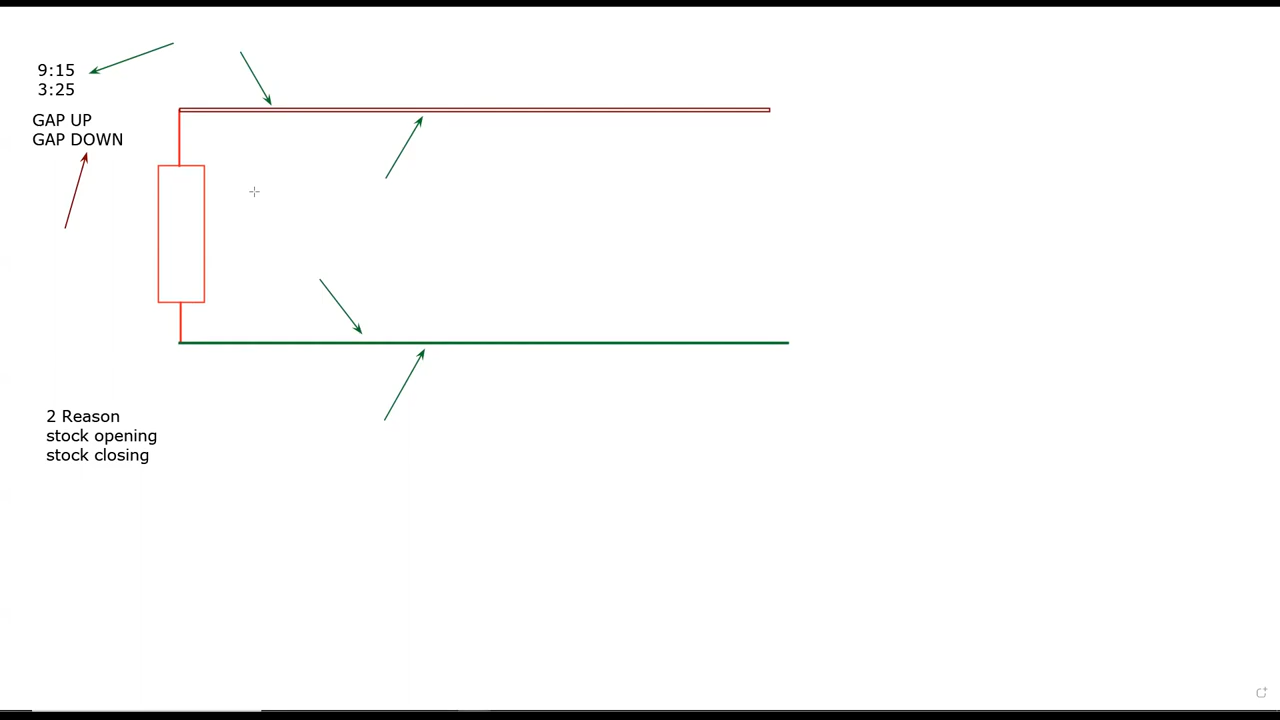 9:15
3:25
GAP UP
GAP DOWN
2 Reason
stock opening
stock closing